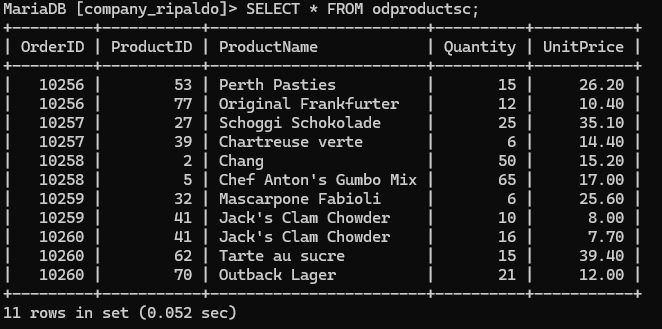 MariaDB [company_ripaldo]> SELECT * FROM odproductsc;
+---------+-----------+------------------------+----------+-----------+
| OrderID | ProductID | ProductName            | Quantity | UnitPrice |
+---------+-----------+------------------------+----------+-----------+
|   10256 |        53 | Perth Pasties          |       15 |     26.20 |
|   10256 |        77 | Original Frankfurter   |       12 |     10.40 |
|   10257 |        27 | Schoggi Schokolade     |       25 |     35.10 |
|   10257 |        39 | Chartreuse verte       |        6 |     14.40 |
|   10258 |         2 | Chang                  |       50 |     15.20 |
|   10258 |         5 | Chef Anton's Gumbo Mix |       65 |     17.00 |
|   10259 |        32 | Mascarpone Fabioli     |        6 |     25.60 |
|   10259 |        41 | Jack's Clam Chowder    |       10 |      8.00 |
|   10260 |        41 | Jack's Clam Chowder    |       16 |      7.70 |
|   10260 |        62 | Tarte au sucre         |       15 |     39.40 |
|   10260 |        70 | Outback Lager          |       21 |     12.00 |
+---------+-----------+------------------------+----------+-----------+
11 rows in set (0.052 sec)